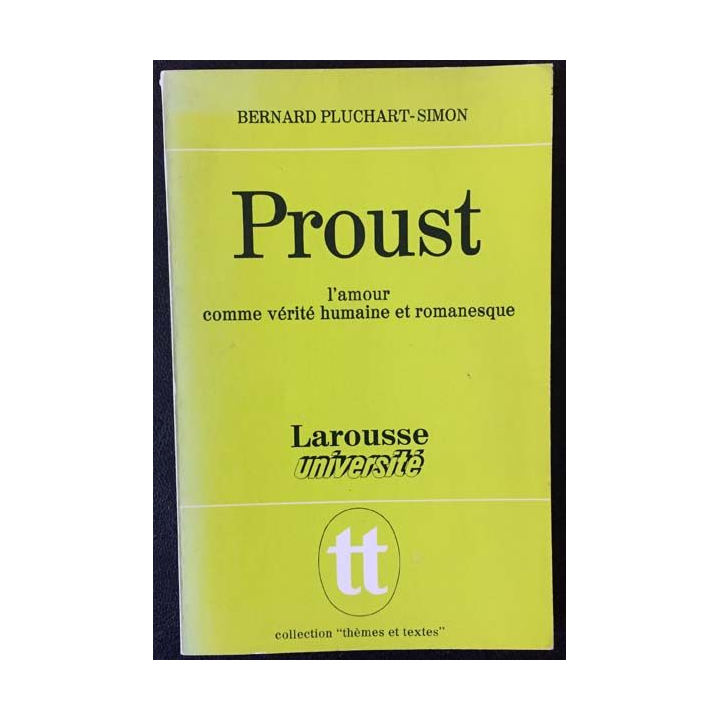 BERNARD PLUCHART-SIMON
Proust
l'amour
comme vérité humaine et romanesque
Larousse
université
tt
collection "thèmes et textes"